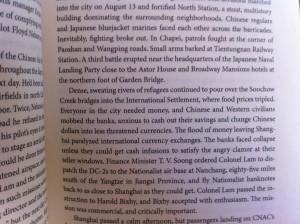 into the city on August 13 and fortified North Station, a stout, multistory
building dominating the surrounding neighborhoods. Chinese regulars
and Japanese bluejacket marines faced each other across the barricades.
Inevitably, fighting broke out. In Chapei, patrols fought at the corner of
Paoshan and Wangping roads. Small arms barked at Tientungan Railway
Station. A third battle erupted near the headquarters of the Japanese Naval
Landing Party close to the Astor House and Broadway Mansions hotels at
the northern foot of Garden Bridge.
Dense, sweating rivers of refugees continued to pour over the Soochow
Creek bridges into the International Settlement, where food prices tripled.
Everyone in the city needed money, and Chinese and Western civilians
mobbed the banks, anxious to cash out their savings and change Chinese
dollars into less threatened currencies. The flood of money leaving Shang-
hai paralyzed international currency exchanges. The banks faced collapse
unless they could get cash infusions to satisfy the angry clamor at their
teller windows. Finance Minister T. V. Soong ordered Colonel Lam to dis-
patch the DC-2s to the Nationalist air base at Nanchang, eighty-five miles
south of the Yangtze in Jiangxi Province, and fly Nationalist banknotes
back to as close to Shanghai as they could get. Colonel Lam passed the in-
struction to Harold Bixby, and Bixby accepted with enthusiasm. The mis-
sion was commercial, and critically important.
Shanghai passed a calm afternoon, but passengers landing on CNAC's